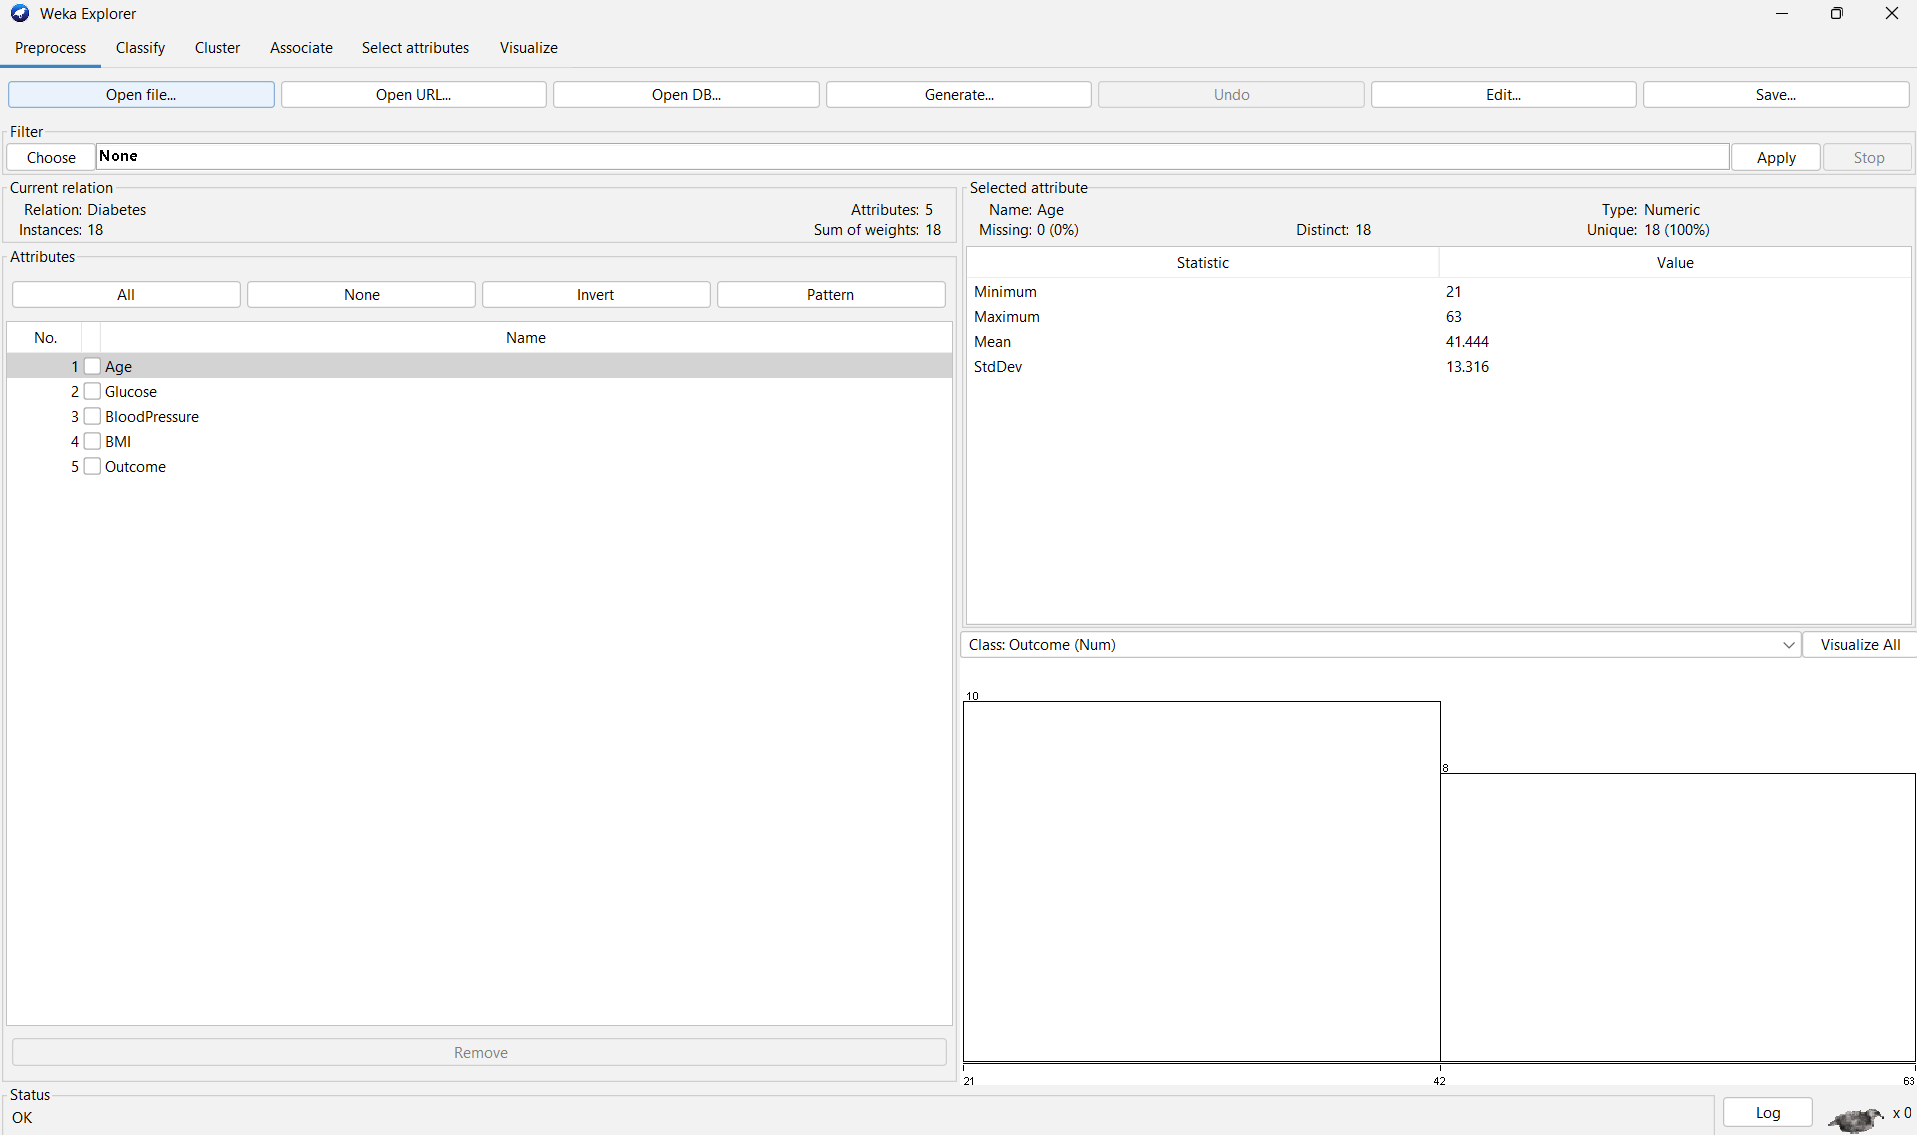 Weka Explorer
Preprocess Classify Cluster Associate Select attributes Visualize
Open file... Open URL... Open DB... Generate... Undo Edit... Save...
Filter
Choose None Apply Stop
Current relation
Relation: Diabetes Attributes: 5
Instances: 18 Sum of weights: 18
Attributes
All None Invert Pattern
No. Name
1 Age
2 Glucose
3 BloodPressure
4 BMI
5 Outcome
Remove
Selected attribute
Name: Age Type: Numeric
Missing: 0 (0%) Distinct: 18 Unique: 18 (100%)
Statistic Value
Minimum 21
Maximum 63
Mean 41.444
StdDev 13.316
Class: Outcome (Num) Visualize All
10
8
21 42 63
Status
OK
Log x 0